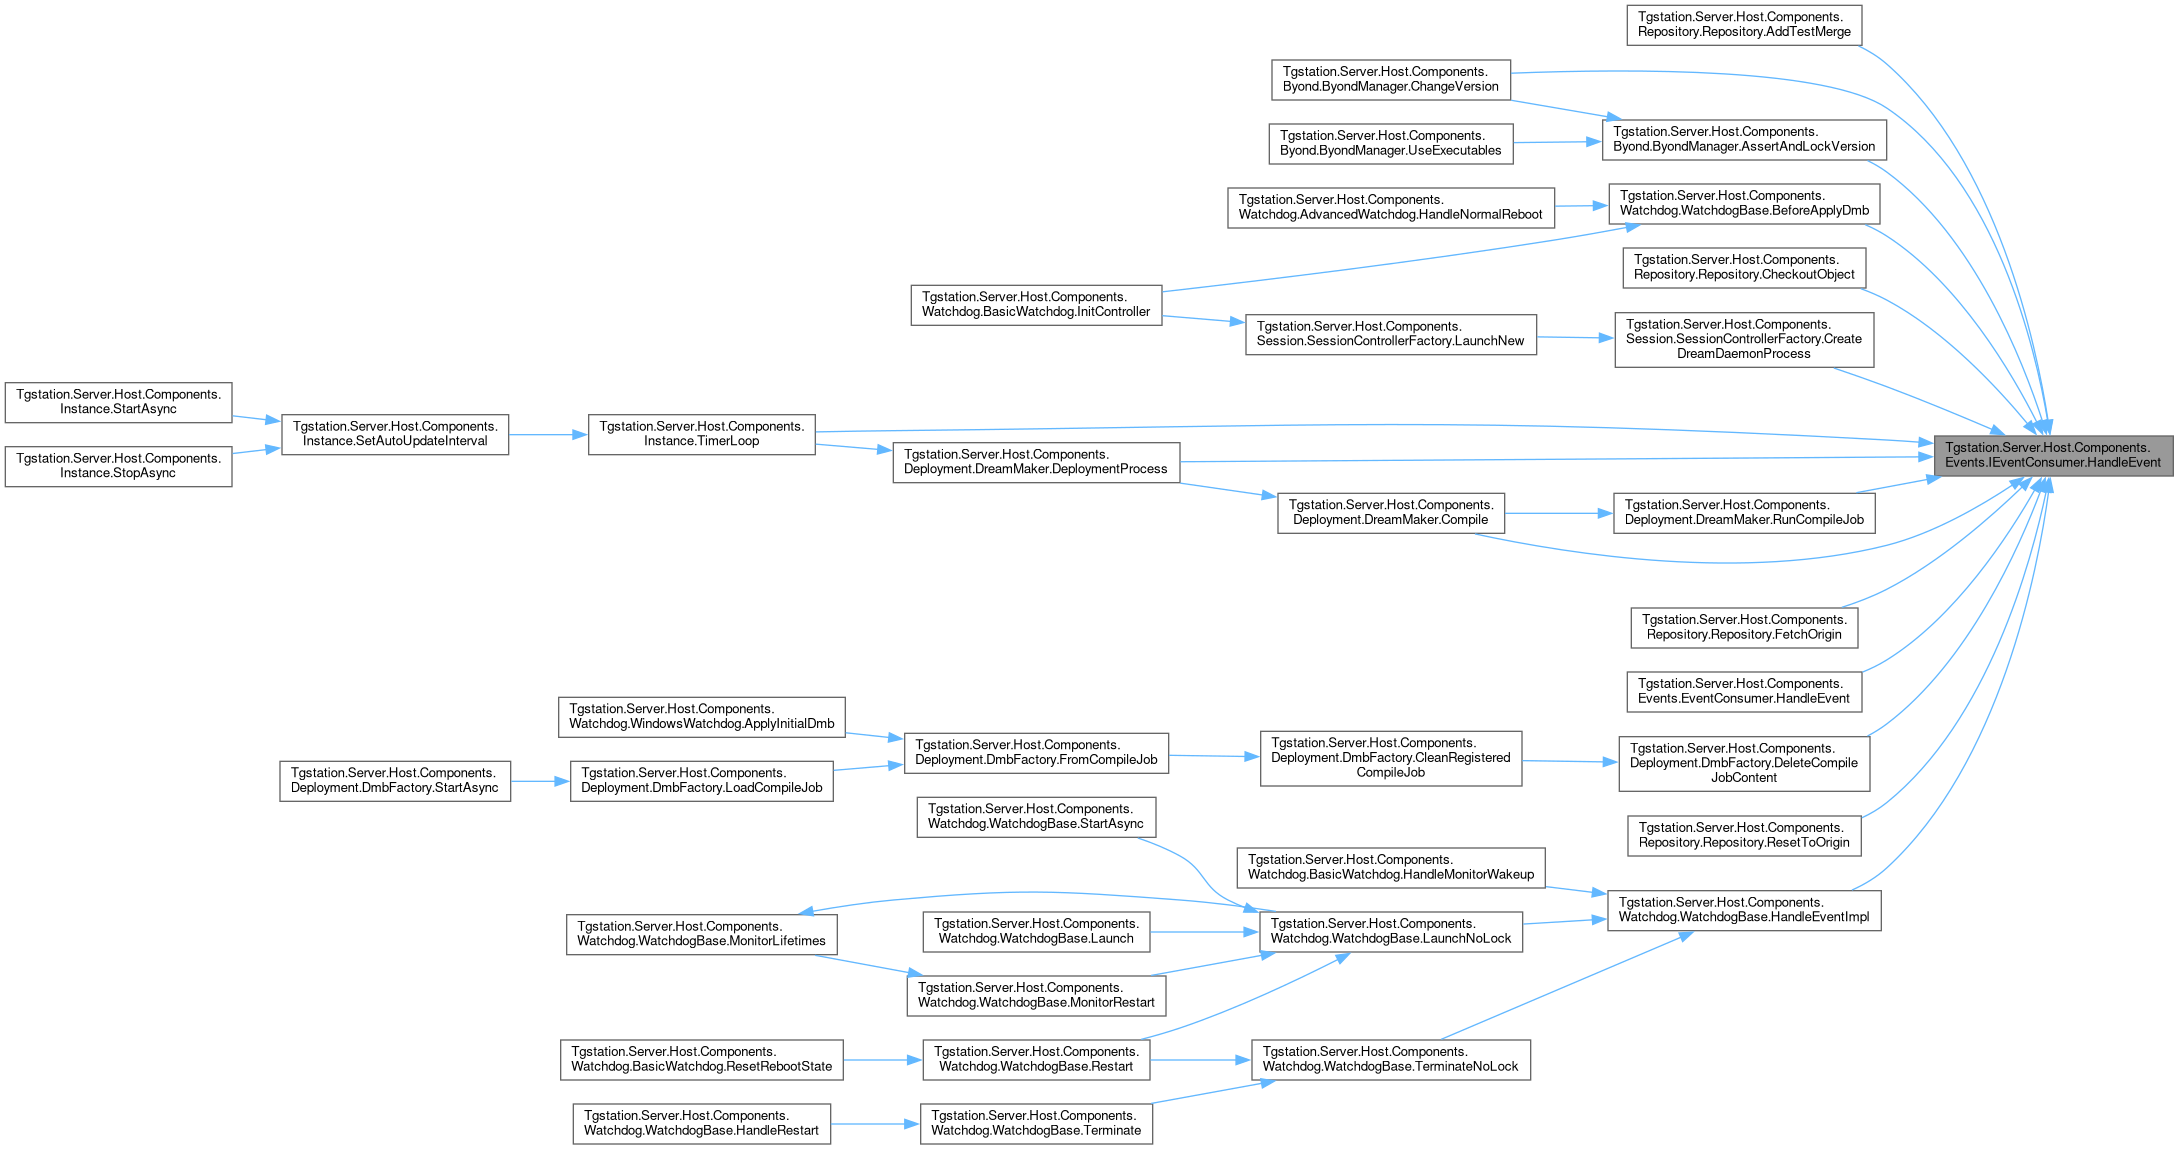 Tgstation.Server.Host.Components.
Repository.Repository.AddTestMerge
Tgstation.Server.Host.Components.
Byond.ByondManager.ChangeVersion
Tgstation.Server.Host.Components.
Byond.ByondManager.AssertAndLockVersion
Tgstation.Server.Host.Components.
Byond.ByondManager.UseExecutables
Tgstation.Server.Host.Components.
Watchdog.AdvancedWatchdog.HandleNormalReboot
Tgstation.Server.Host.Components.
Watchdog.WatchdogBase.BeforeApplyDmb
Tgstation.Server.Host.Components.
Repository.Repository.CheckoutObject
Tgstation.Server.Host.Components.
Watchdog.BasicWatchdog.InitController
Tgstation.Server.Host.Components.
Session.SessionControllerFactory.LaunchNew
Tgstation.Server.Host.Components.
Session.SessionControllerFactory.Create
DreamDaemonProcess
Tgstation.Server.Host.Components.
Instance.StartAsync
Tgstation.Server.Host.Components.
Instance.StopAsync
Tgstation.Server.Host.Components.
Instance.SetAutoUpdateInterval
Tgstation.Server.Host.Components.
Instance.TimerLoop
Tgstation.Server.Host.Components.
Deployment.DreamMaker.DeploymentProcess
Tgstation.Server.Host.Components.
Events.IEventConsumer.HandleEvent
Tgstation.Server.Host.Components.
Deployment.DreamMaker.Compile
Tgstation.Server.Host.Components.
Deployment.DreamMaker.RunCompileJob
Tgstation.Server.Host.Components.
Repository.Repository.FetchOrigin
Tgstation.Server.Host.Components.
Events.EventConsumer.HandleEvent
Tgstation.Server.Host.Components.
Watchdog.WindowsWatchdog.ApplyInitialDmb
Tgstation.Server.Host.Components.
Deployment.DmbFactory.StartAsync
Tgstation.Server.Host.Components.
Deployment.DmbFactory.LoadCompileJob
Tgstation.Server.Host.Components.
Deployment.DmbFactory.FromCompileJob
Tgstation.Server.Host.Components.
Deployment.DmbFactory.CleanRegistered
CompileJob
Tgstation.Server.Host.Components.
Deployment.DmbFactory.DeleteCompile
JobContent
Tgstation.Server.Host.Components.
Watchdog.WatchdogBase.StartAsync
Tgstation.Server.Host.Components.
Repository.Repository.ResetToOrigin
Tgstation.Server.Host.Components.
Watchdog.BasicWatchdog.HandleMonitorWakeup
Tgstation.Server.Host.Components.
Watchdog.WatchdogBase.HandleEventImpl
Tgstation.Server.Host.Components.
Watchdog.WatchdogBase.MonitorLifetimes
Tgstation.Server.Host.Components.
Watchdog.WatchdogBase.Launch
Tgstation.Server.Host.Components.
Watchdog.WatchdogBase.LaunchNoLock
Tgstation.Server.Host.Components.
Watchdog.WatchdogBase.MonitorRestart
Tgstation.Server.Host.Components.
Watchdog.BasicWatchdog.ResetRebootState
Tgstation.Server.Host.Components.
Watchdog.WatchdogBase.Restart
Tgstation.Server.Host.Components.
Watchdog.WatchdogBase.TerminateNoLock
Tgstation.Server.Host.Components.
Watchdog.WatchdogBase.HandleRestart
Tgstation.Server.Host.Components.
Watchdog.WatchdogBase.Terminate